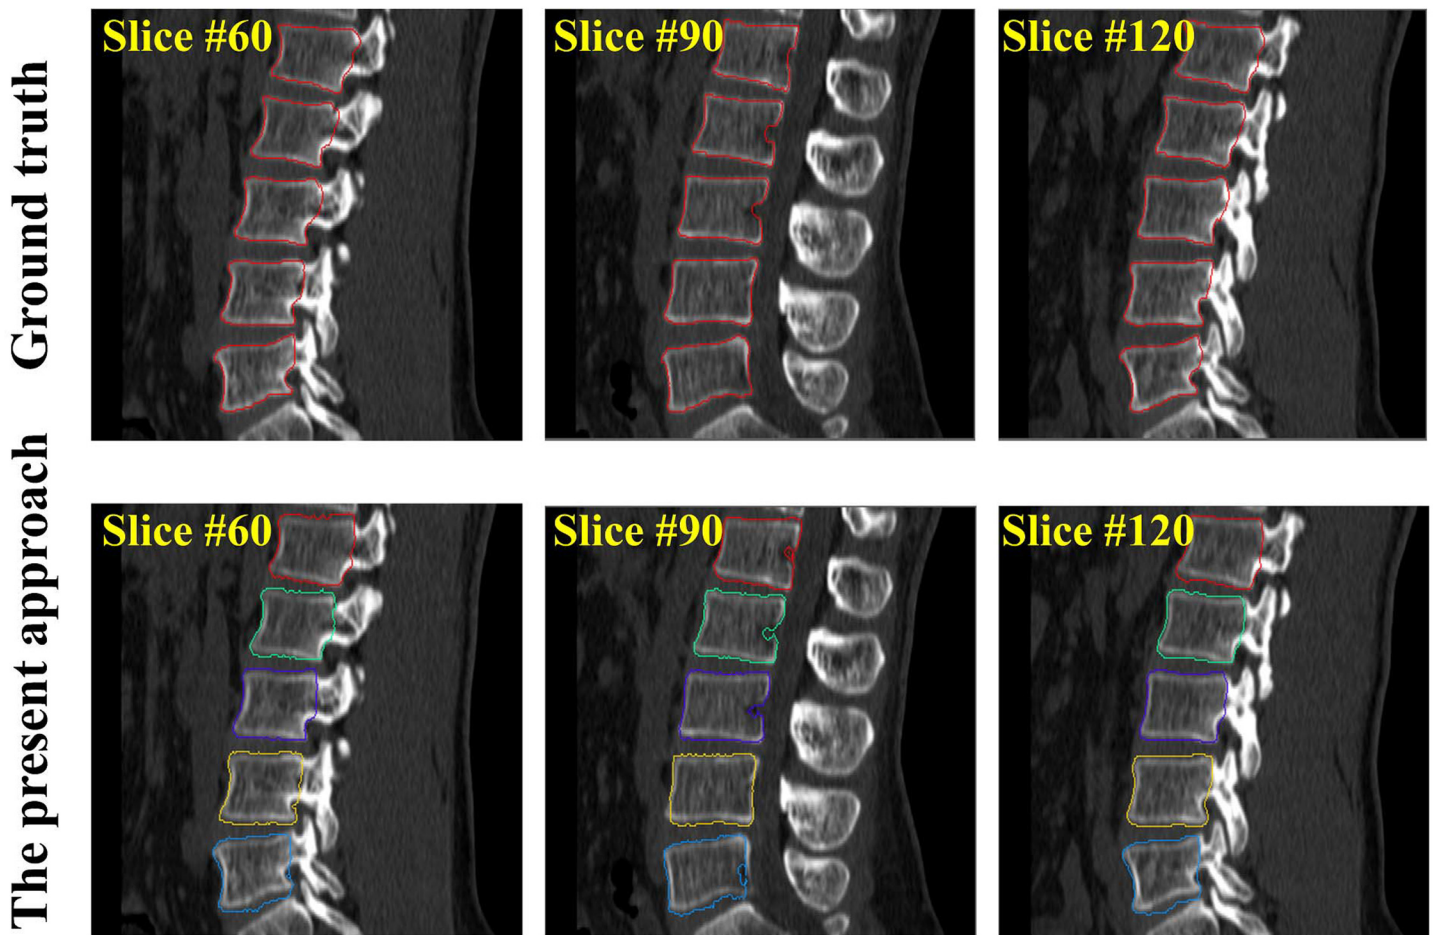 Ground truth
Slice #60
Slice #90
Slice #120
The present approach
Slice #60
Slice #90
Slice #120